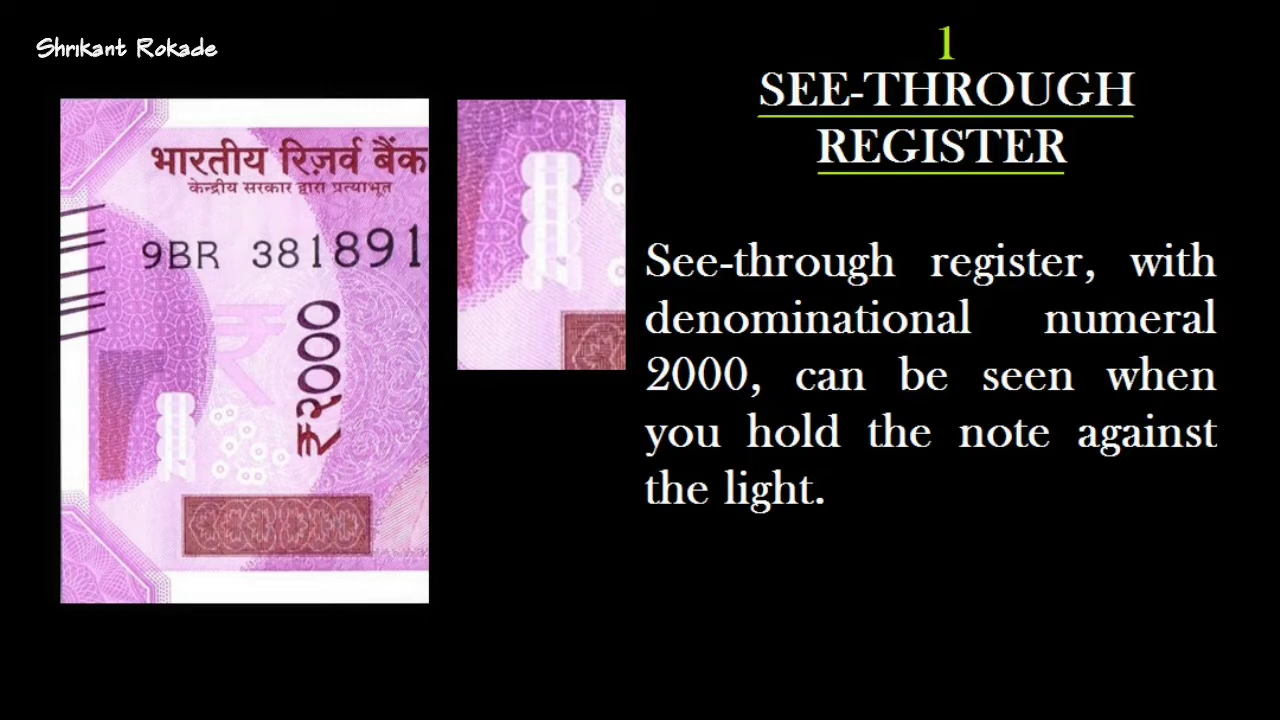 Shrikant Rokade
1
SEE-THROUGH
REGISTER
भारतीय रिज़र्व बैंक
केन्द्रीय सरकार द्वारा प्रत्याभूत
9BR 381891
₹२०००
See-through register, with
denominational numeral
2000, can be seen when
you hold the note against
the light.